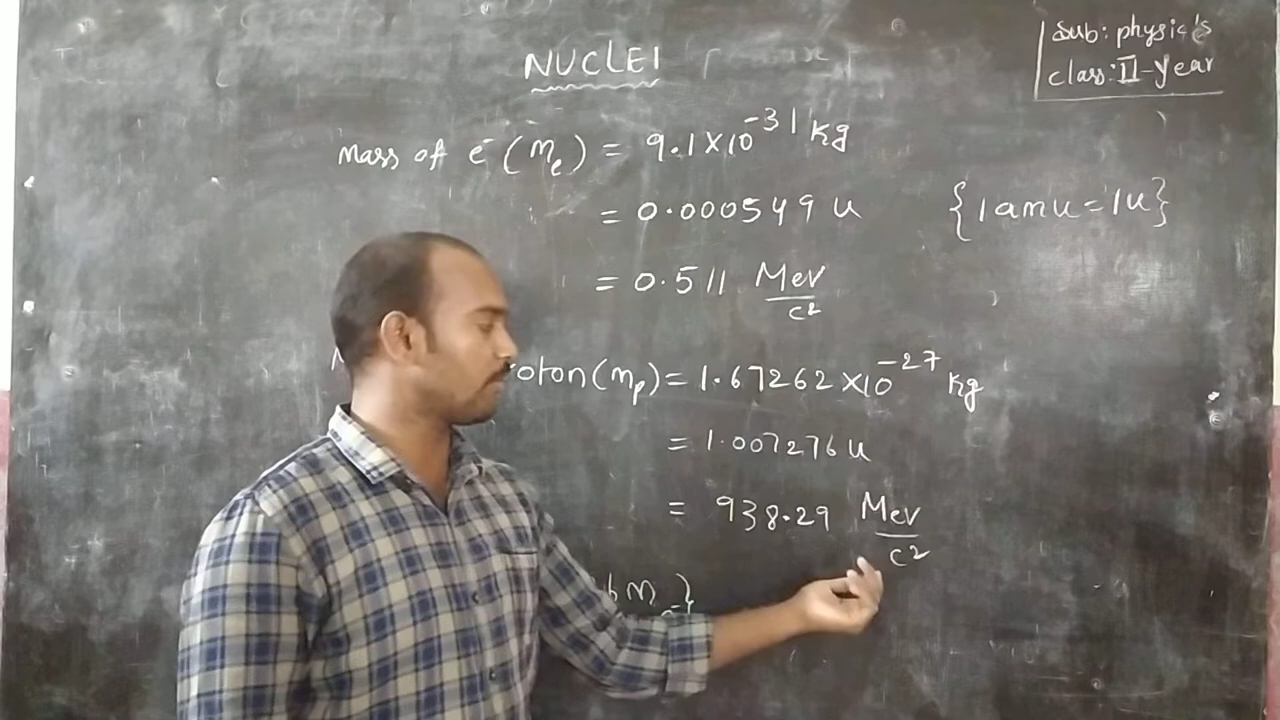 Sub: physic's
class: II-year
NUCLEI
Mass of e⁻(mₑ) = 9.1×10⁻³¹ kg
= 0.000549 u {1amu=1u}
= 0.511 Mev/c²
roton(mₚ) = 1.67262×10⁻²⁷ kg
= 1.007276 u
= 938.29 Mev/c²